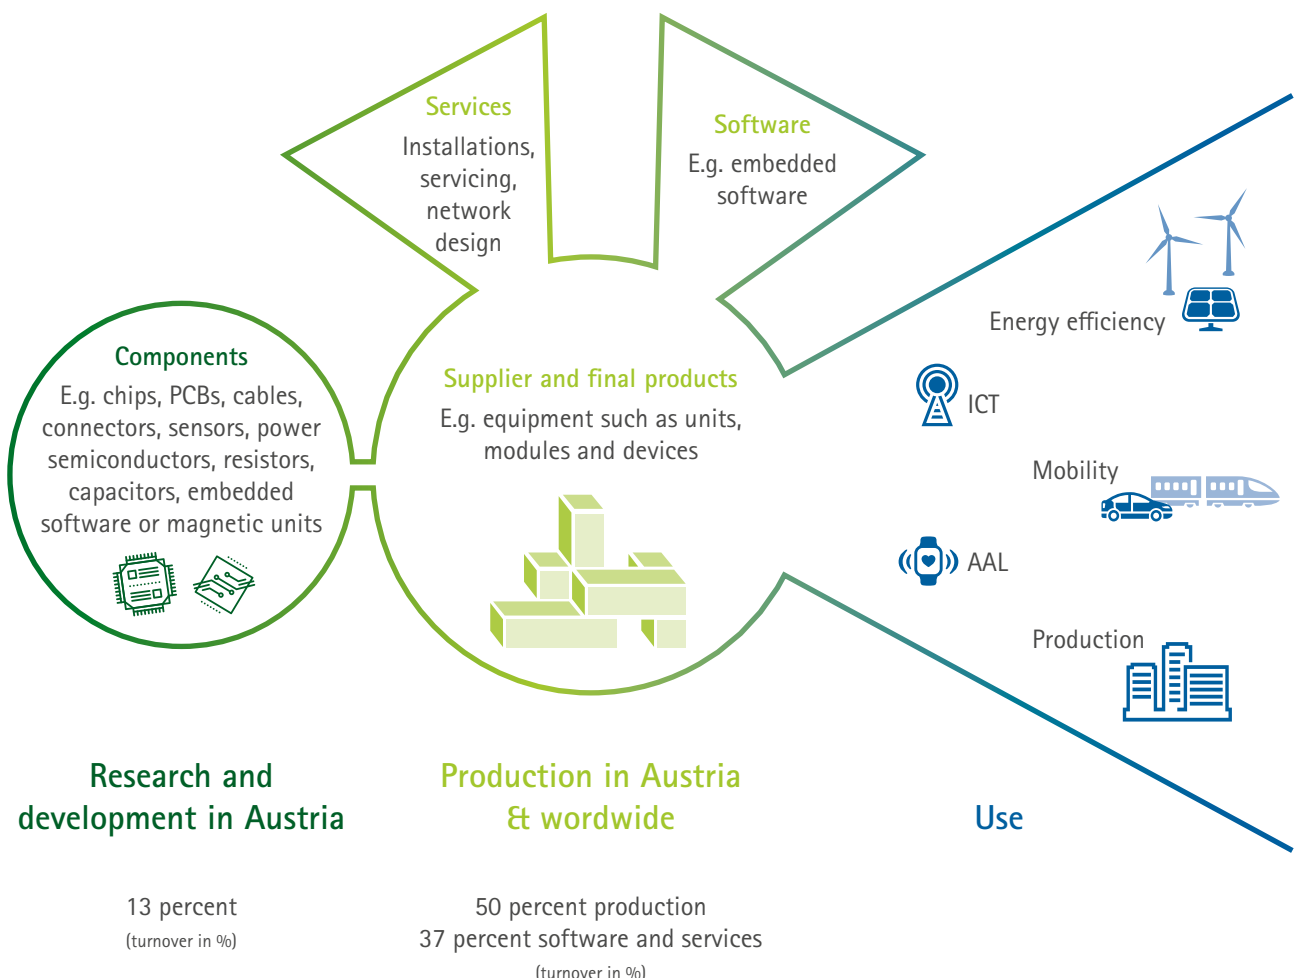 Services
Installations,
servicing,
network
design
Software
E.g. embedded
software
Components
E.g. chips, PCBs, cables,
connectors, sensors, power
semiconductors, resistors,
capacitors, embedded
software or magnetic units
Supplier and final products
E.g. equipment such as units,
modules and devices
Energy efficiency
ICT
Mobility
AAL
Production
Research and
development in Austria
Production in Austria
& wordwide
Use
13 percent
(turnover in %)
50 percent production
37 percent software and services
(turnover in %)